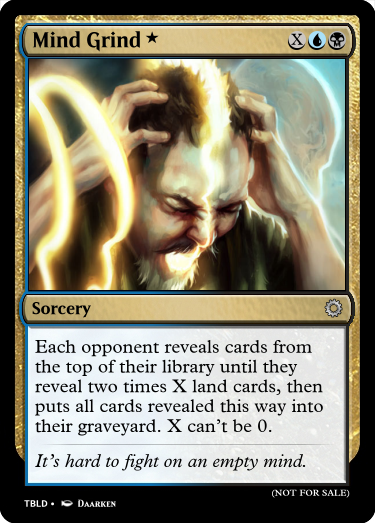 Mind Grind ★ X
Sorcery
Each opponent reveals cards from
the top of their library until they
reveal two times X land cards, then
puts all cards revealed this way into
their graveyard. X can't be 0.
It's hard to fight on an empty mind.
(NOT FOR SALE)
TBLD • Daarken